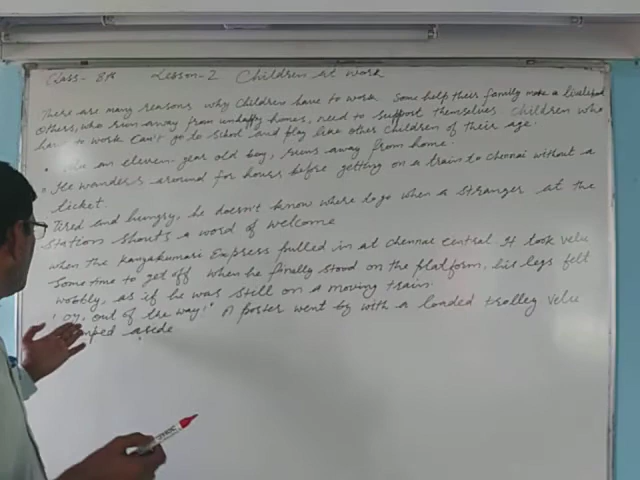 Class- 8th Lesson-2 Children at work
There are many reasons why children have to work Some help their family make a livelihood
Others, who run away from unhappy homes, need to support themselves children who
have to work can't go to school and play like other children of their age.
an eleven-year old boy, runs away from home.
" He wanders around for hours before getting on a train to Chennai without a
ticket.
Tired and hungry, he doesn't know where to go when a stranger at the
Station shouts a word of welcome
when the Kanyakumari Express pulled in at Chennai central It took velu
some time to get off when he finally stood on the platform, his legs felt
wobbly, as if he was still on a moving train.
"Oy, out of the way!" A porter went by with a loaded trolley velu
aside